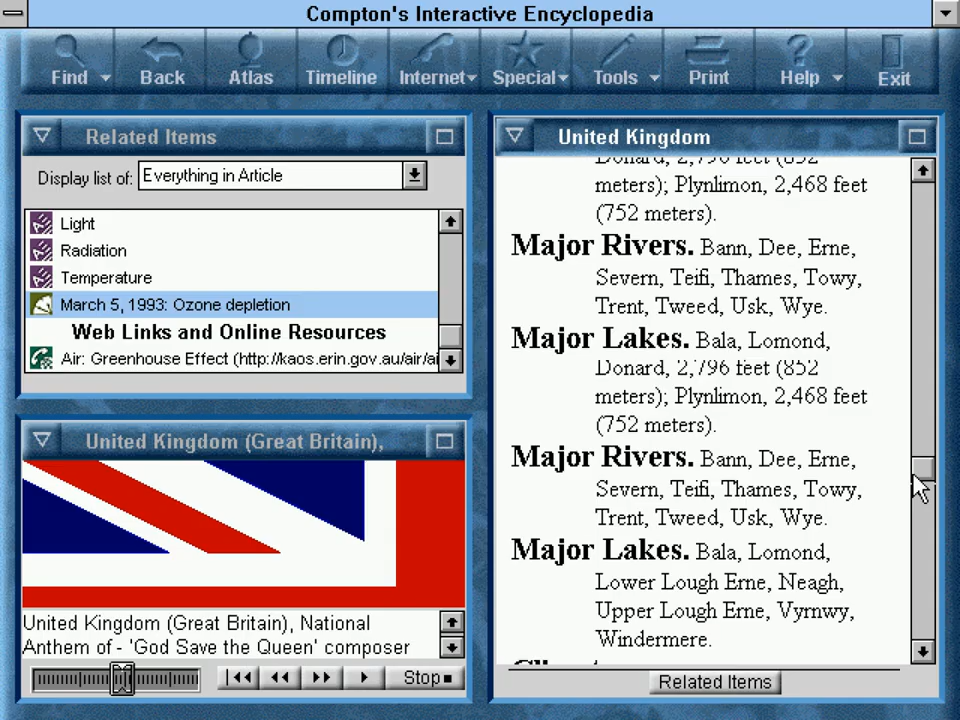 Compton's Interactive Encyclopedia
Find Back Atlas Timeline Internet Special Tools Print Help Exit
Related Items
Display list of: Everything in Article
Light
Radiation
Temperature
March 5, 1993: Ozone depletion
Web Links and Online Resources
Air: Greenhouse Effect (http://kaos.erin.gov.au/air/ai
United Kingdom (Great Britain),
United Kingdom (Great Britain), National
Anthem of - 'God Save the Queen' composer
Stop
United Kingdom
Donard, 2,796 feet (852
meters); Plynlimon, 2,468 feet
(752 meters).
Major Rivers. Bann, Dee, Erne,
Severn, Teifi, Thames, Towy,
Trent, Tweed, Usk, Wye.
Major Lakes. Bala, Lomond,
Donard, 2,796 feet (852
meters); Plynlimon, 2,468 feet
(752 meters).
Major Rivers. Bann, Dee, Erne,
Severn, Teifi, Thames, Towy,
Trent, Tweed, Usk, Wye.
Major Lakes. Bala, Lomond,
Lower Lough Erne, Neagh,
Upper Lough Erne, Vyrnwy,
Windermere.
Related Items